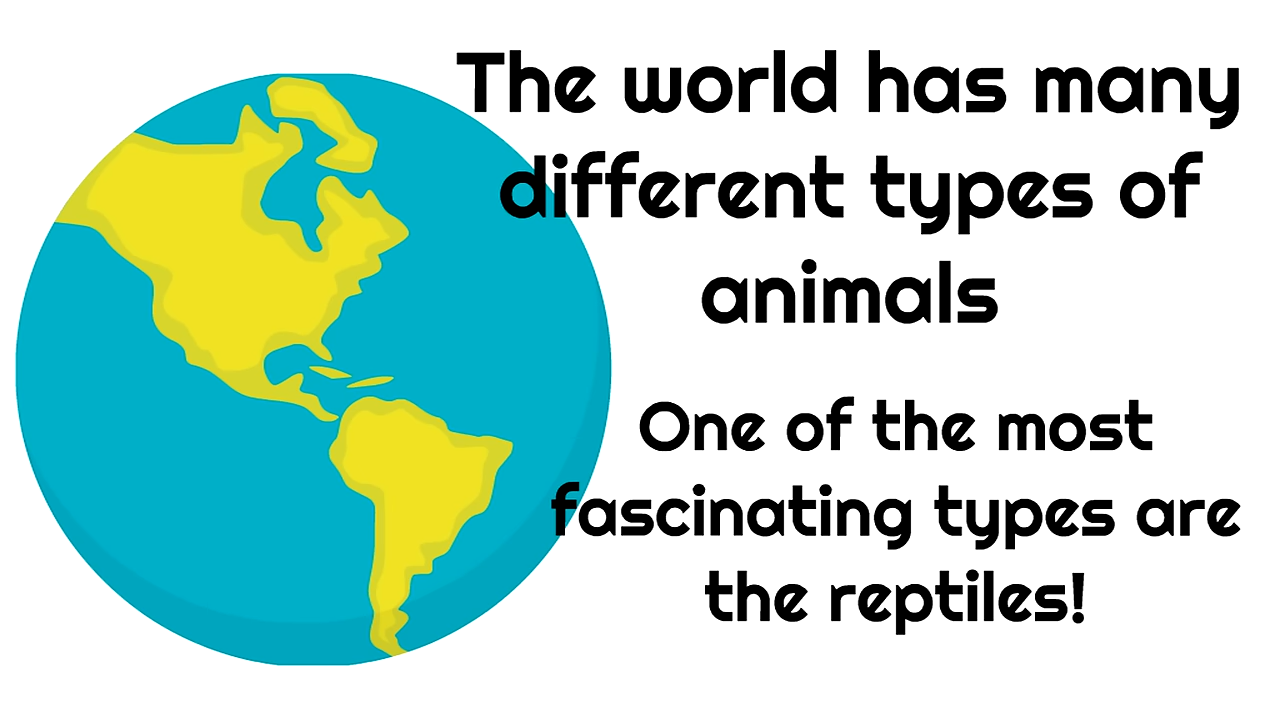 The world has many
different types of
animals
One of the most
fascinating types are
the reptiles!